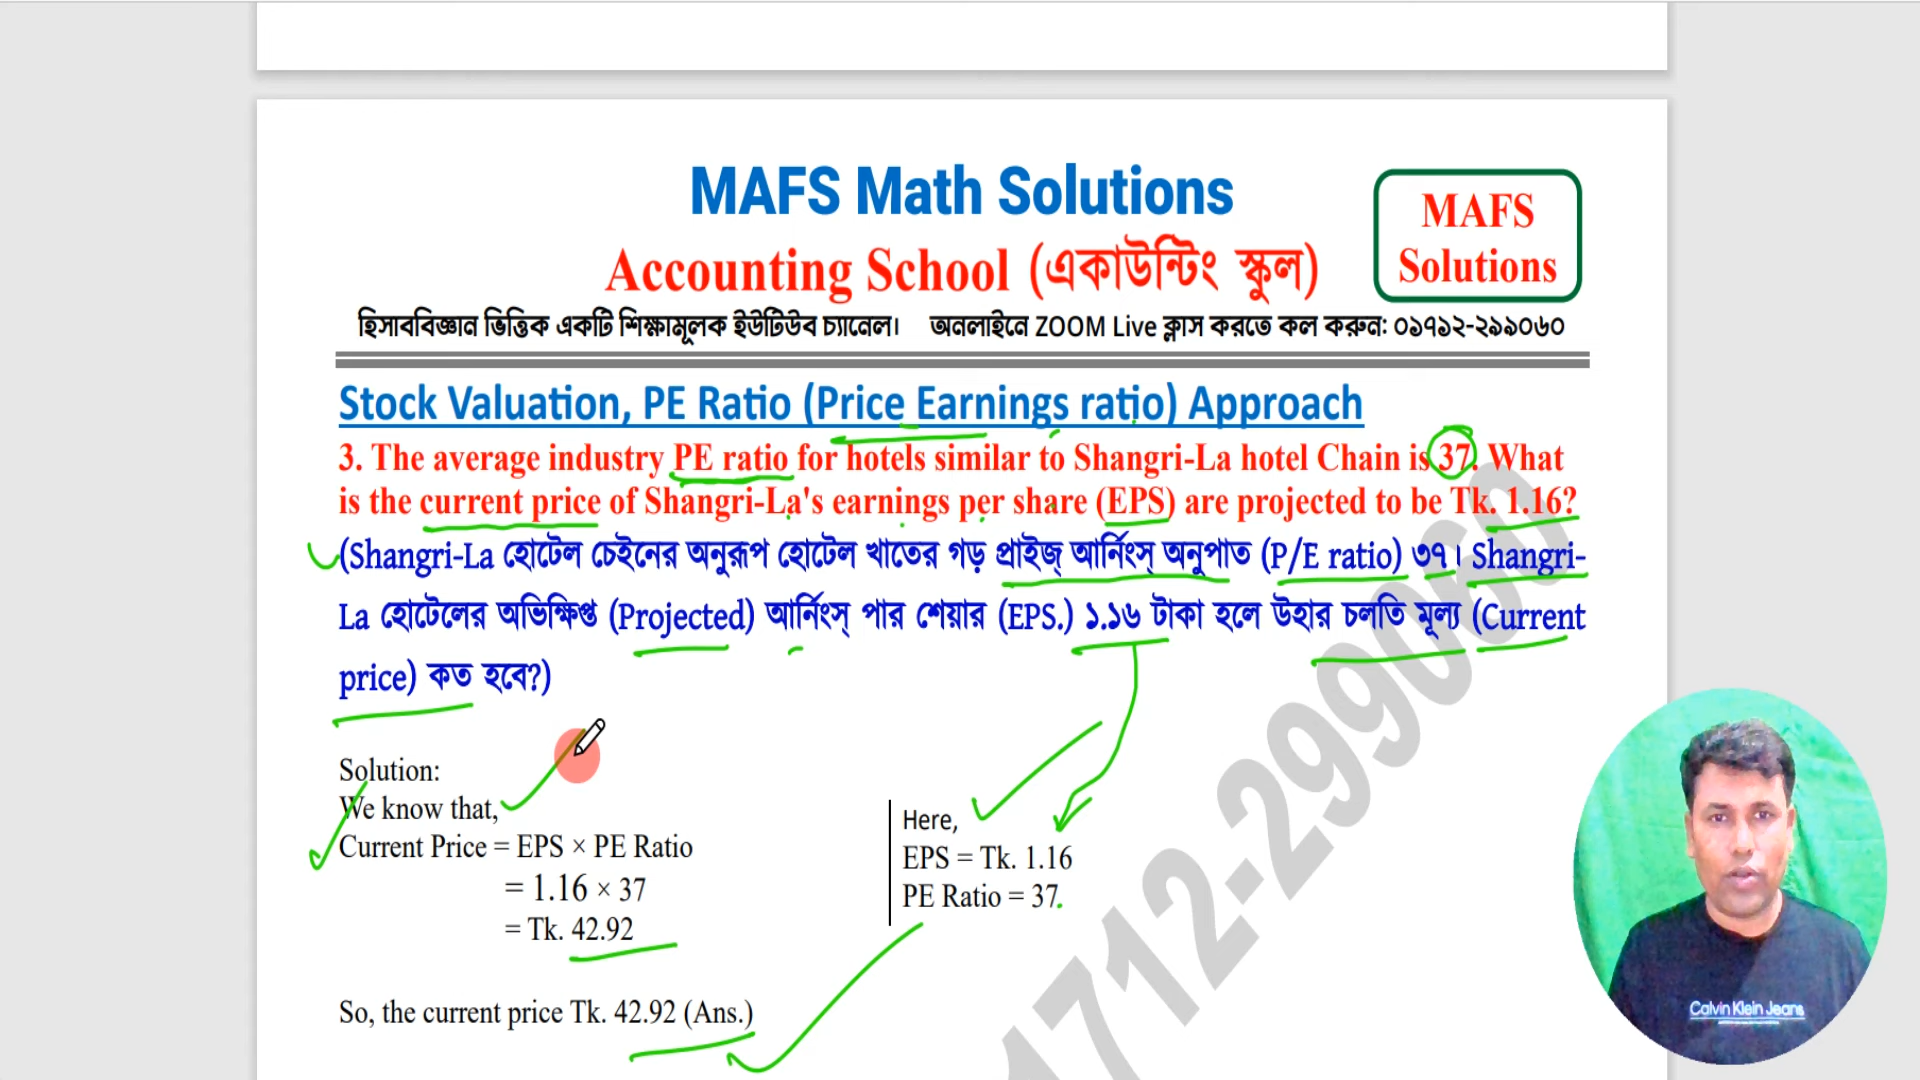 MAFS Math Solutions
MAFS
Solutions
Accounting School (একাউন্টিং স্কুল)
হিসাববিজ্ঞান ভিত্তিক একটি শিক্ষামূলক ইউটিউব চ্যানেল। অনলাইনে ZOOM Live ক্লাস করতে কল করুন: ০১৭১২-২৯৯০৬০
Stock Valuation, PE Ratio (Price Earnings ratio) Approach
3. The average industry PE ratio for hotels similar to Shangri-La hotel Chain is 37. What
is the current price of Shangri-La's earnings per share (EPS) are projected to be Tk. 1.16?
(Shangri-La হোটেল চেইনের অনুরূপ হোটেল খাতের গড় প্রাইজ্ আর্নিংস্ অনুপাত (P/E ratio) ৩৭। Shangri-
La হোটেলের অভিক্ষিপ্ত (Projected) আর্নিংস্ পার শেয়ার (EPS.) ১.১৬ টাকা হলে উহার চলতি মূল্য (Current
price) কত হবে?)
Solution:
We know that,
Current Price = EPS × PE Ratio
= 1.16 × 37
= Tk. 42.92
Here,
EPS = Tk. 1.16
PE Ratio = 37.
So, the current price Tk. 42.92 (Ans.)
1712-299060
Calvin Klein Jeans